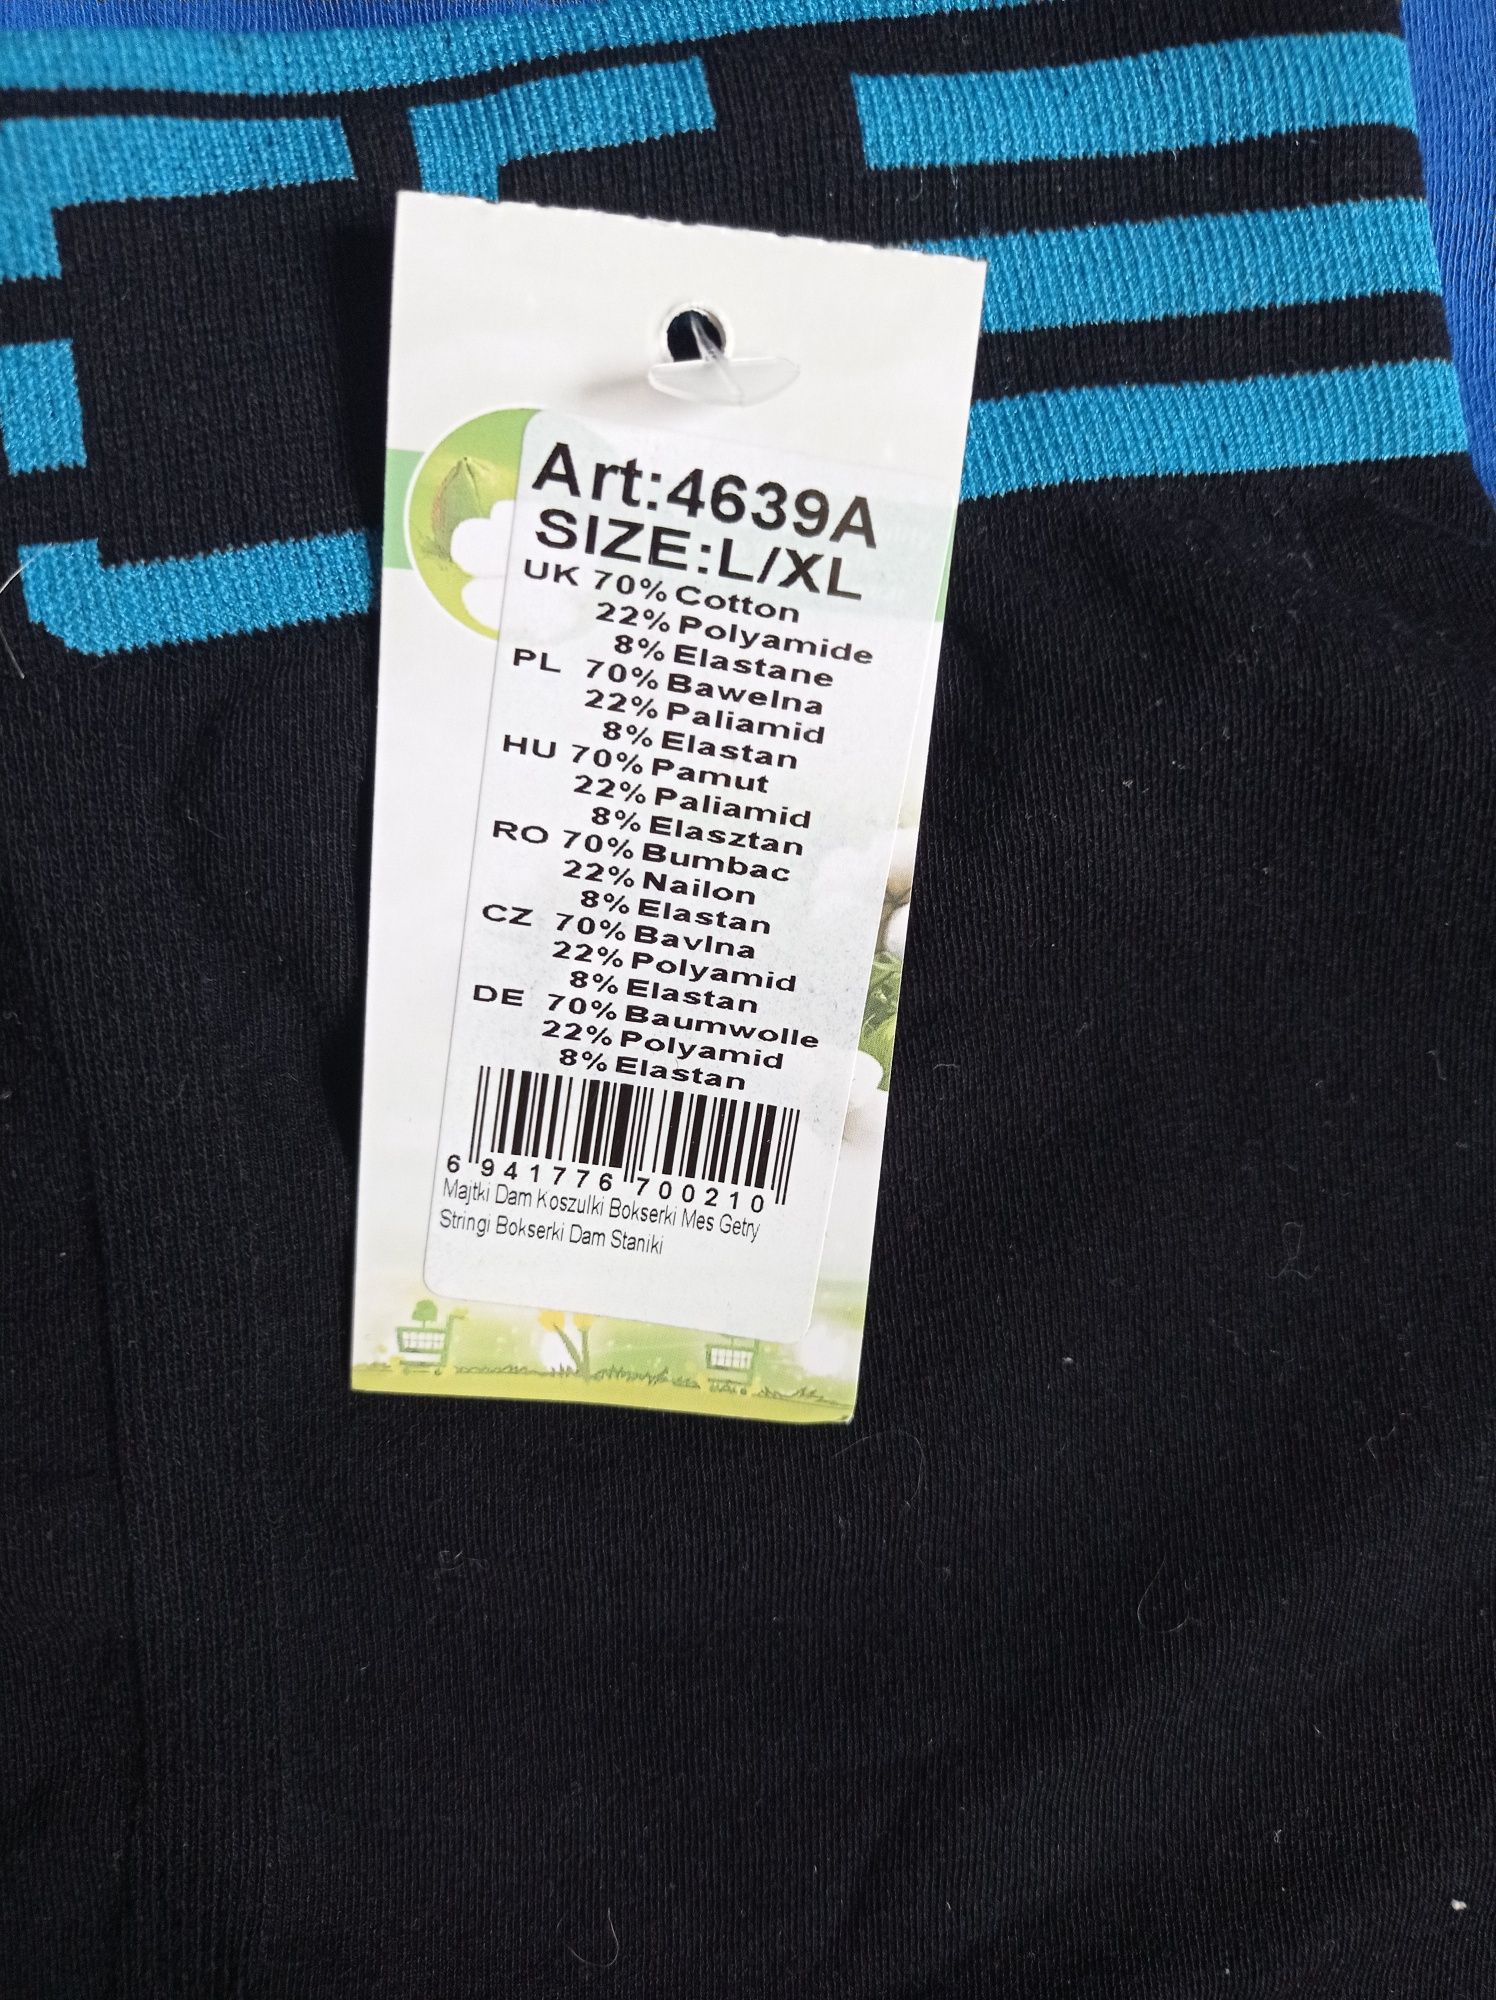 Art:4639A
SIZE:L/XL
UK 70% Cotton
22% Polyamide
8% Elastane
PL 70% Bawelna
22% Paliamid
8% Elastan
HU 70% Pamut
22% Paliamid
8% Elasztan
RO 70% Bumbac
22% Nailon
8% Elastan
CZ 70% Bavlna
22% Polyamid
8% Elastan
DE 70% Baumwolle
22% Polyamid
8% Elastan
6 941776 700210
Majtki Dam Koszulki Bokserki Mes Getry
Stringi Bokserki Dam Staniki